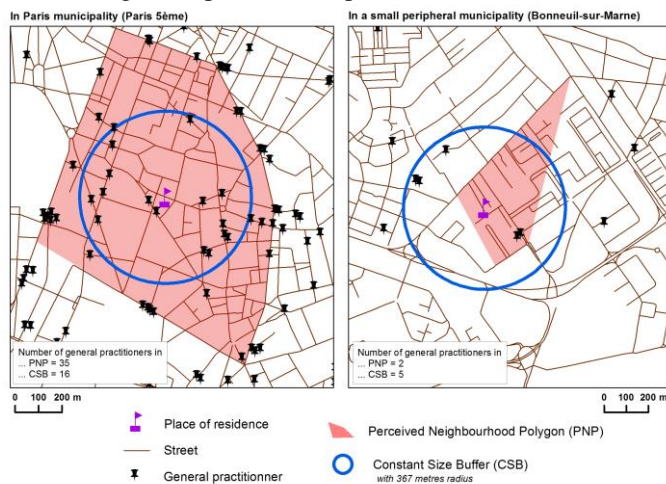 In Paris municipality (Paris 5ème)
In a small peripheral municipality (Bonneuil-sur-Marne)
Number of general practitioners in
... PNP = 35
... CSB = 16
Number of general practitioners in
... PNP = 2
... CSB = 5
0 100 200 m
0 100 200 m
Place of residence
Street
General practitionner
Perceived Neighbourhood Polygon (PNP)
Constant Size Buffer (CSB)
with 367 metres radius